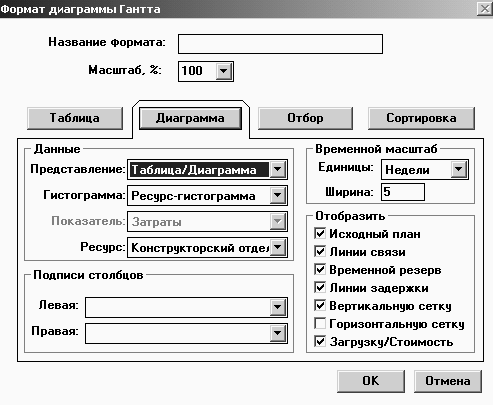 Формат диаграммы Гантта
Название формата:
Масштаб, %: 100
Таблица Диаграмма Отбор Сортировка
Данные
Представление: Таблица/Диаграмма
Гистограмма: Ресурс-гистограмма
Показатель: Затраты
Ресурс: Конструкторский отдел
Подписи столбцов
Левая:
Правая:
Временной масштаб
Единицы: Недели
Ширина: 5
Отобразить
Исходный план
Линии связи
Временной резерв
Линии задержки
Вертикальную сетку
Горизонтальную сетку
Загрузку/Стоимость
OK Отмена